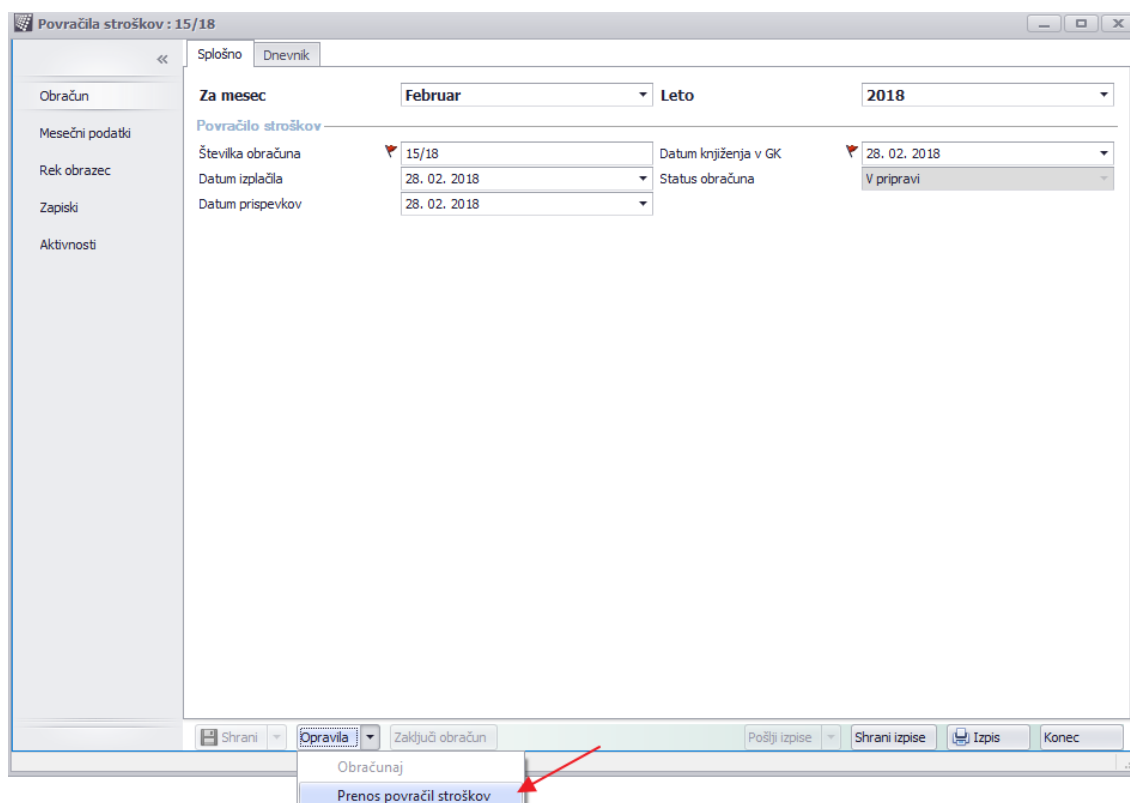 Povračila stroškov : 15/18
Splošno Dnevnik
Obračun
Mesečni podatki
Rek obrazec
Zapiski
Aktivnosti
Za mesec Februar Leto 2018
Povračilo stroškov
Številka obračuna 15/18 Datum knjiženja v GK 28. 02. 2018
Datum izplačila 28. 02. 2018 Status obračuna V pripravi
Datum prispevkov 28. 02. 2018
Shrani Opravila Zaključi obračun Pošlji izpise Shrani izpise Izpis Konec
Obračunaj
Prenos povračil stroškov